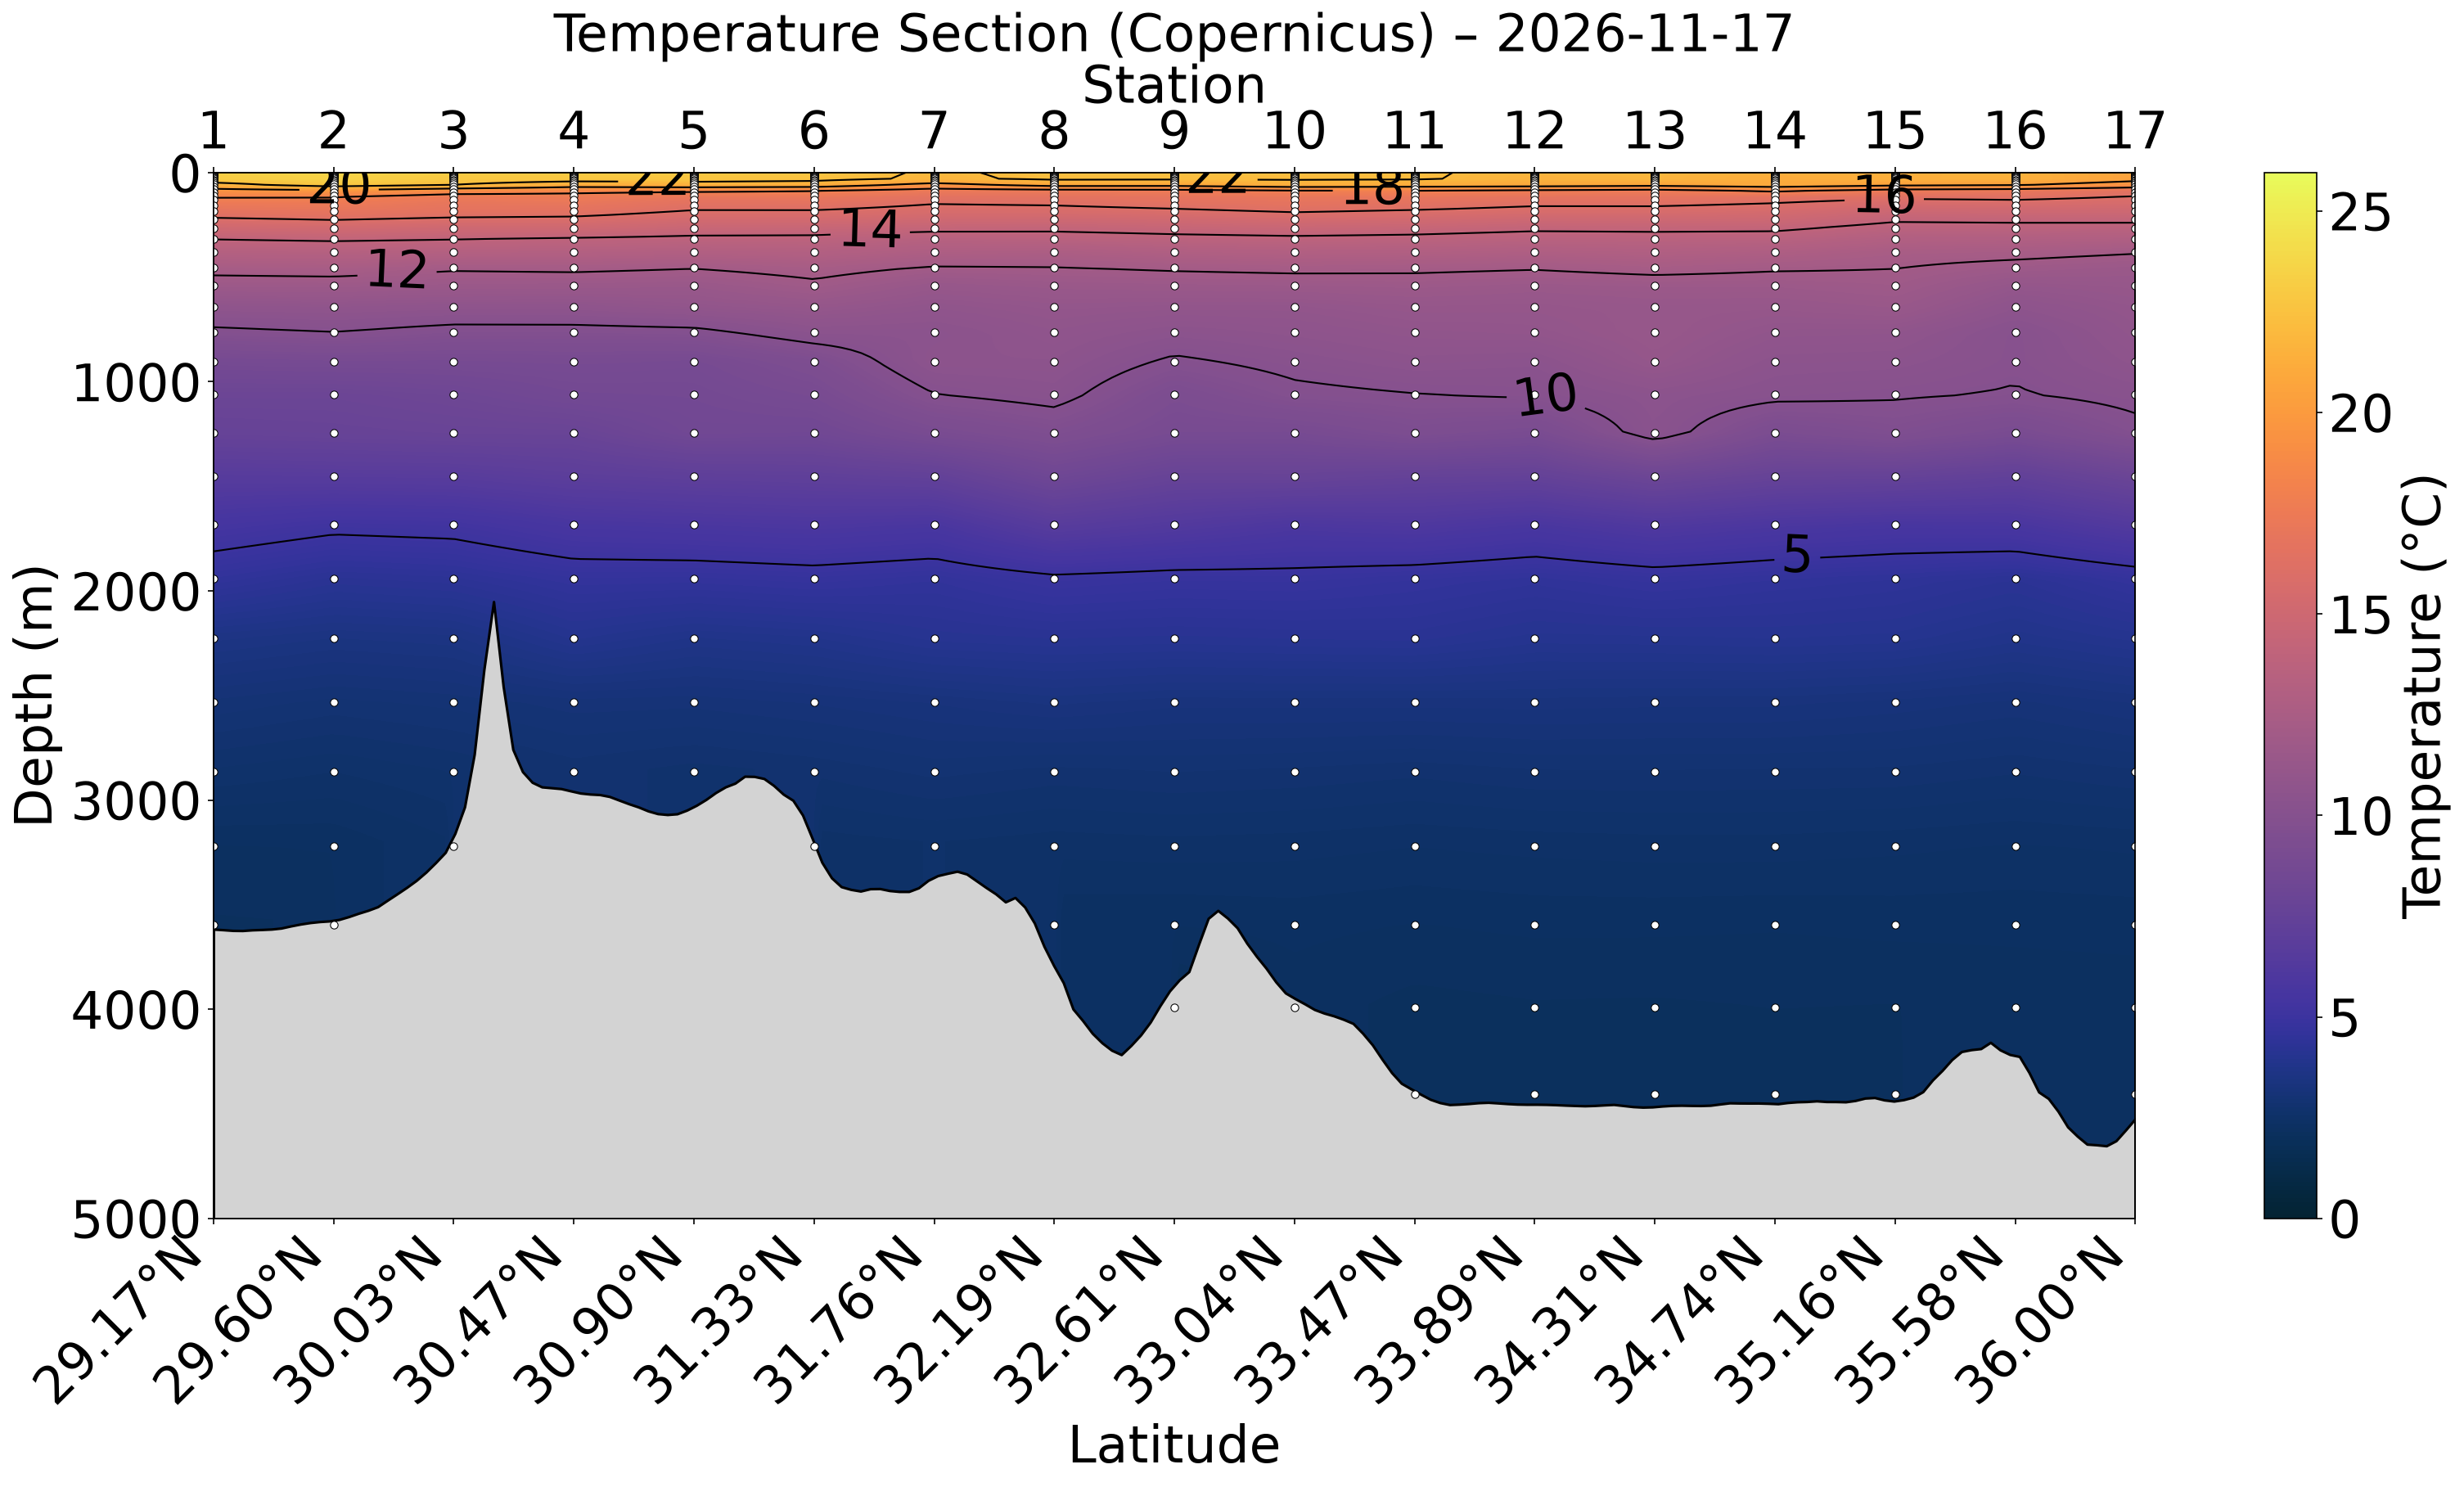 Temperature Section (Copernicus) – 2026-11-17
Station
1 2 3 4 5 6 7 8 9 10 11 12 13 14 15 16 17
0
1000
2000
3000
4000
5000
Depth (m)
20 22 22 18 16
14
12
10
5
25
20
15
10
5
0
Temperature (°C)
29.17°N 29.60°N 30.03°N 30.47°N 30.90°N 31.33°N 31.76°N 32.19°N 32.61°N 33.04°N 33.47°N 33.89°N 34.31°N 34.74°N 35.16°N 35.58°N 36.00°N
Latitude